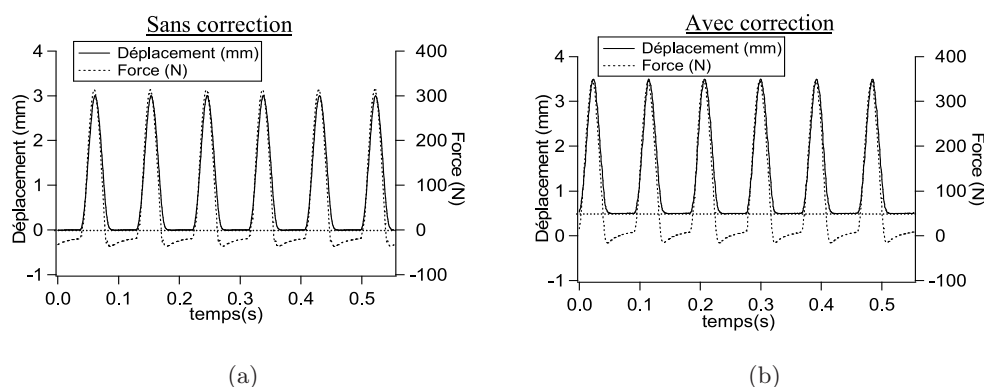 Sans correction
Déplacement (mm)
Force (N)
4
3
2
1
0
-1
Déplacement (mm)
400
300
200
100
0
-100
Force (N)
0.0 0.1 0.2 0.3 0.4 0.5
temps(s)
(a)
Avec correction
Déplacement (mm)
Force (N)
4
3
2
1
0
-1
Déplacement (mm)
400
300
200
100
0
-100
Force (N)
0.0 0.1 0.2 0.3 0.4 0.5
temps(s)
(b)